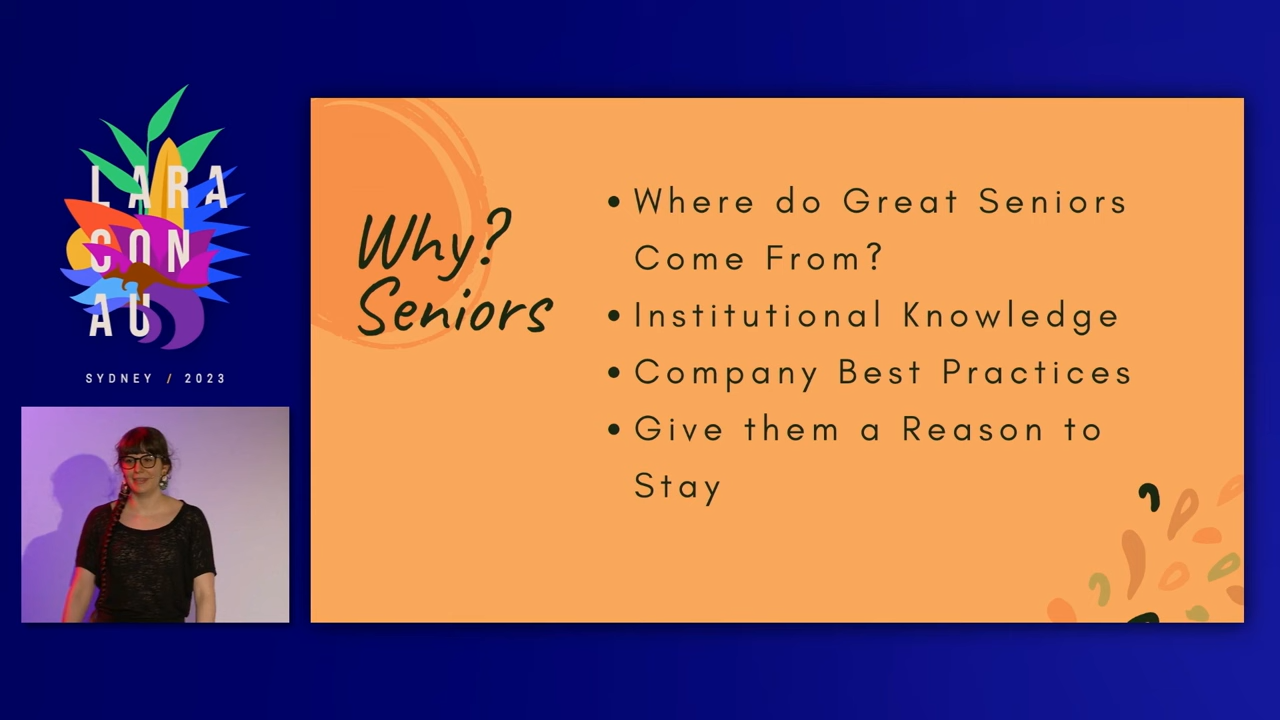 LARA
CON
AU
SYDNEY / 2023
Why?
Seniors
• Where do Great Seniors
Come From?
• Institutional Knowledge
• Company Best Practices
• Give them a Reason to
Stay